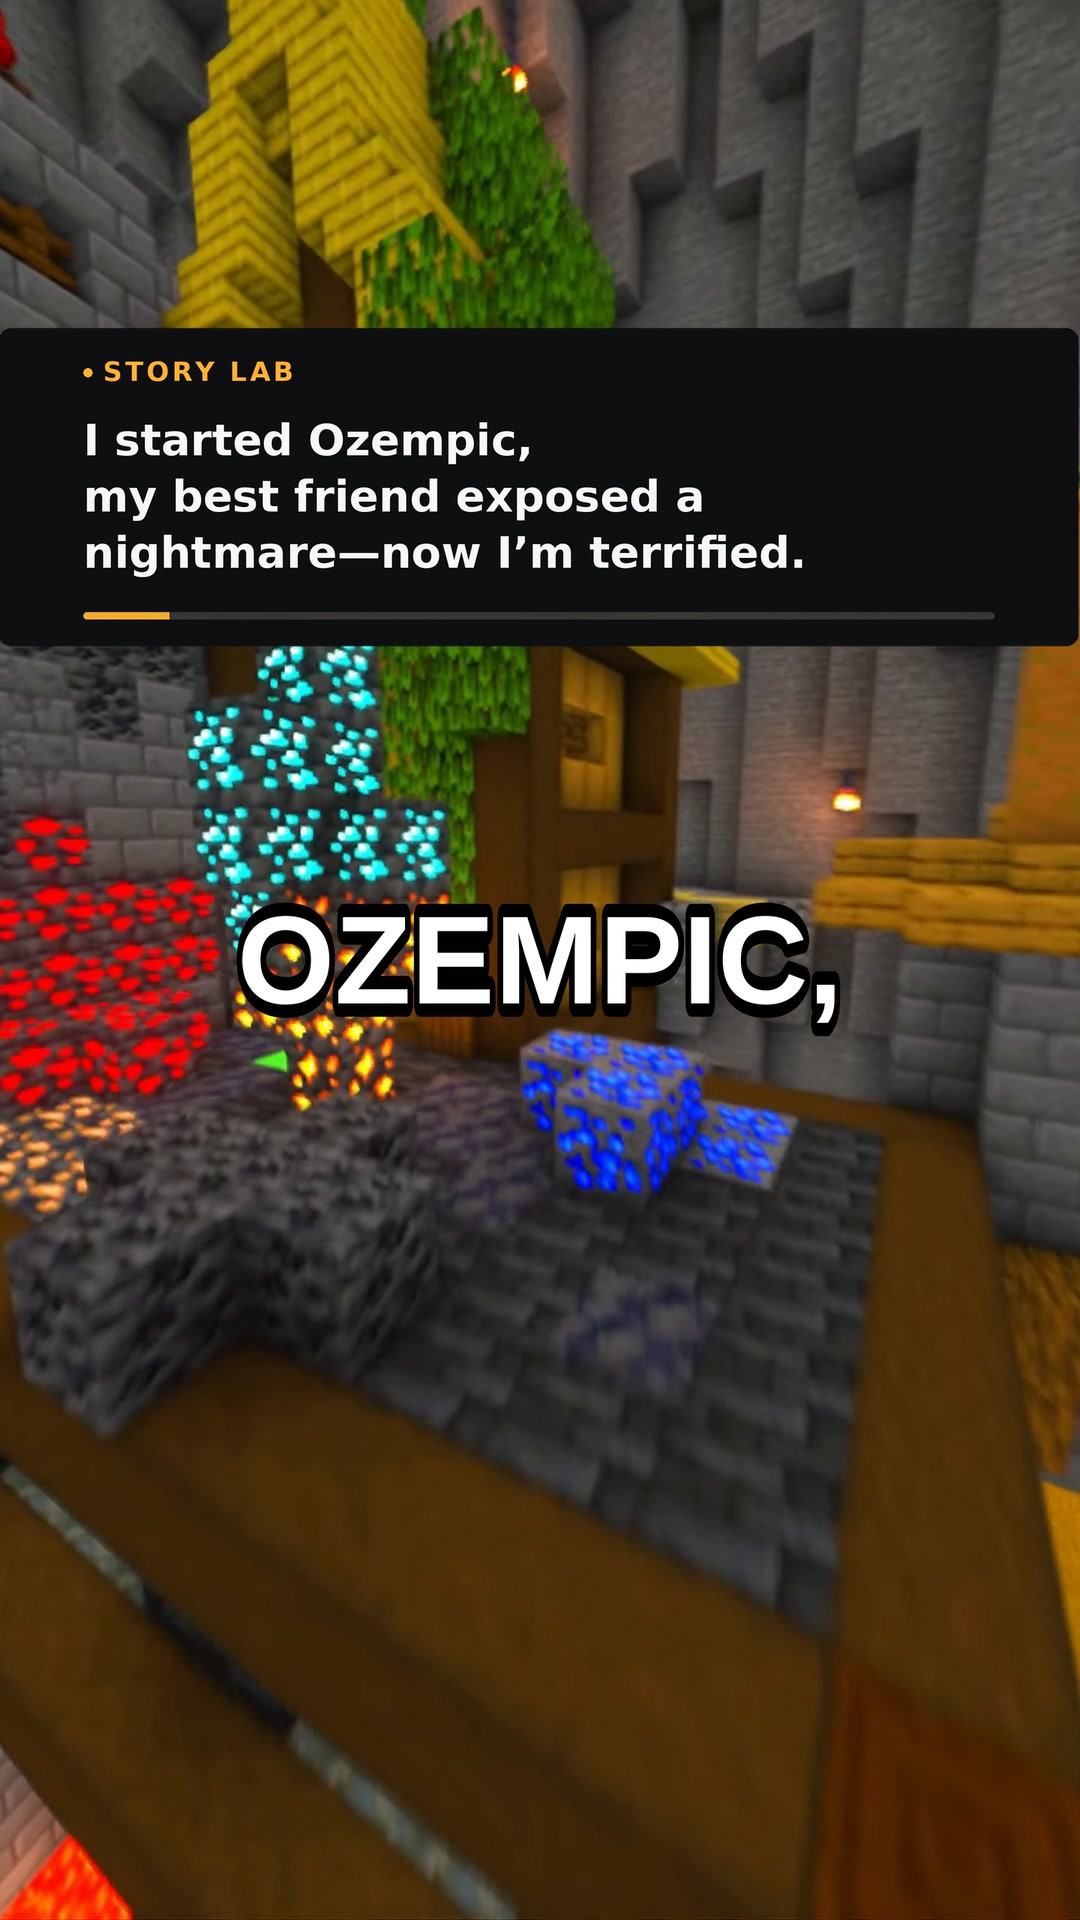 • STORY LAB
I started Ozempic,
my best friend exposed a
nightmare—now I’m terrified.
OZEMPIC,